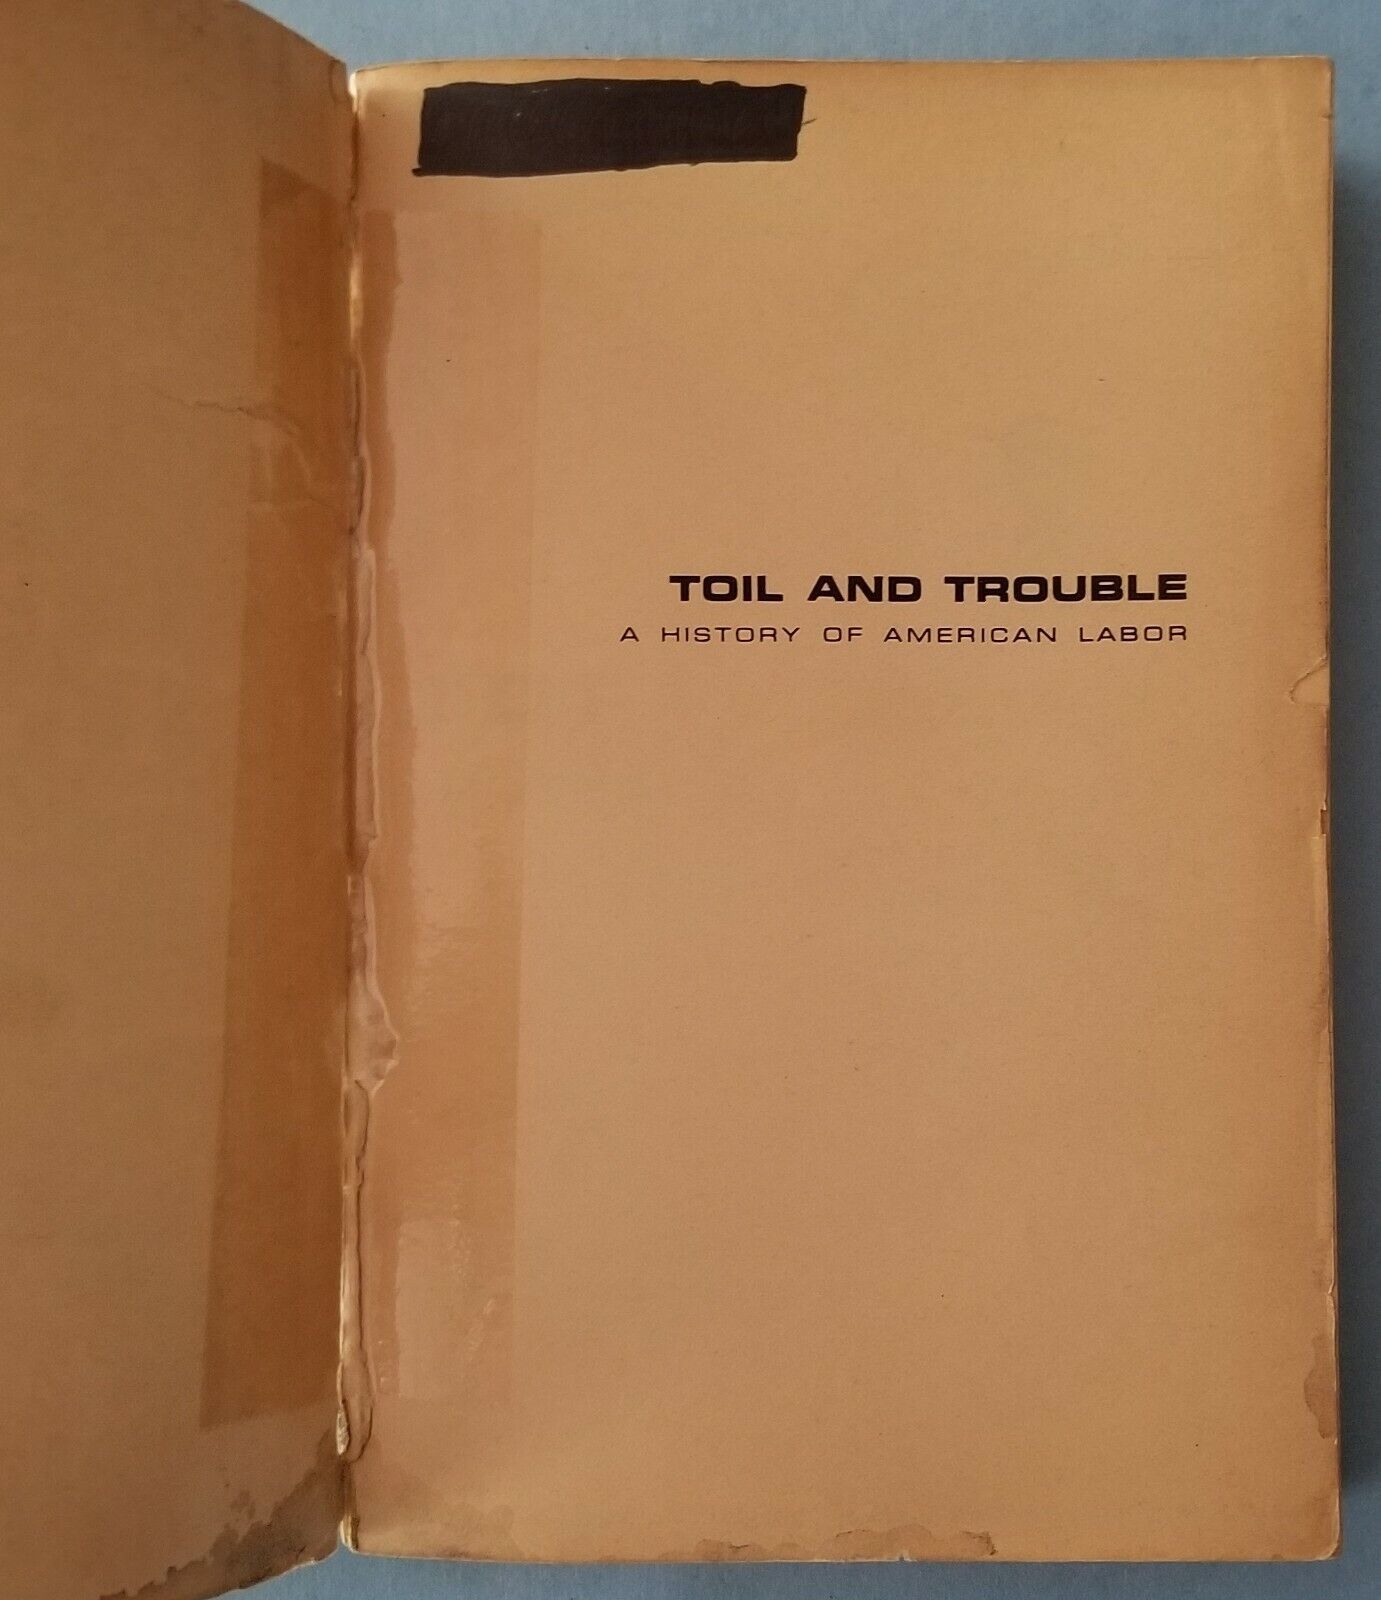 TOIL AND TROUBLE
A HISTORY OF AMERICAN LABOR